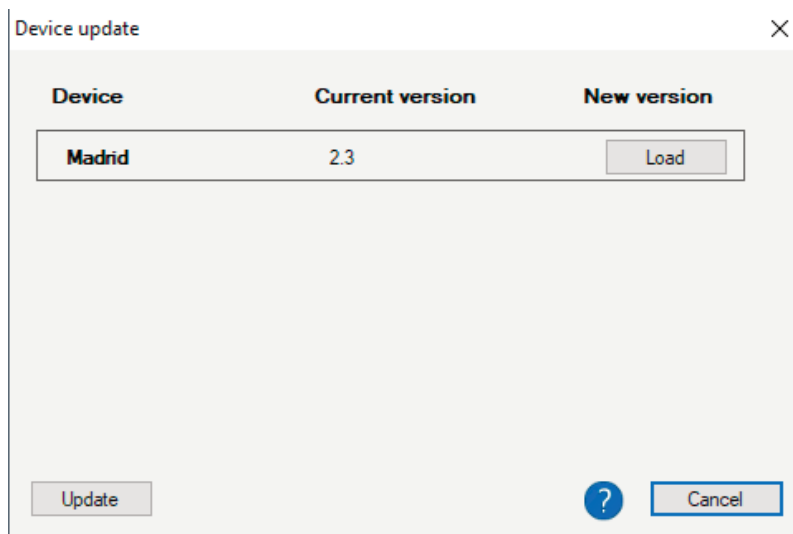 Device update
Device Current version New version
Madrid 2.3 Load
Update ? Cancel